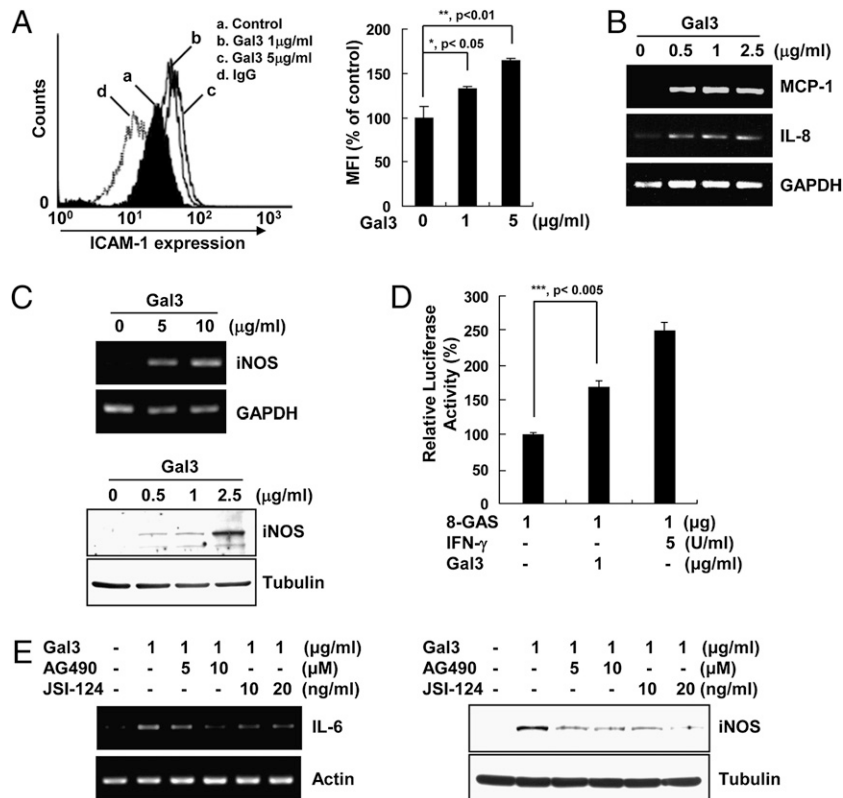 A
a. Control
b. Gal3 1μg/ml
c. Gal3 5μg/ml
d. IgG
b
a
d
c
Counts
0
10⁰ 10¹ 10² 10³
ICAM-1 expression
**, p<0.01
*, p< 0.05
MFI (% of control)
200
150
100
50
0
Gal3 0 1 5 (μg/ml)
B
Gal3
0 0.5 1 2.5 (μg/ml)
MCP-1
IL-8
GAPDH
C
Gal3
0 5 10 (μg/ml)
iNOS
GAPDH
Gal3
0 0.5 1 2.5 (μg/ml)
iNOS
Tubulin
D
***, p< 0.005
Relative Luciferase
Activity (%)
300
250
200
150
100
50
0
8-GAS 1 1 1 (μg)
IFN-γ - - 5 (U/ml)
Gal3 - 1 - (μg/ml)
E
Gal3 - 1 1 1 1 1 (μg/ml)
AG490 - - 5 10 - - (μM)
JSI-124 - - - - 10 20 (ng/ml)
IL-6
Actin
Gal3 - 1 1 1 1 1 (μg/ml)
AG490 - - 5 10 - - (μM)
JSI-124 - - - - 10 20 (ng/ml)
iNOS
Tubulin